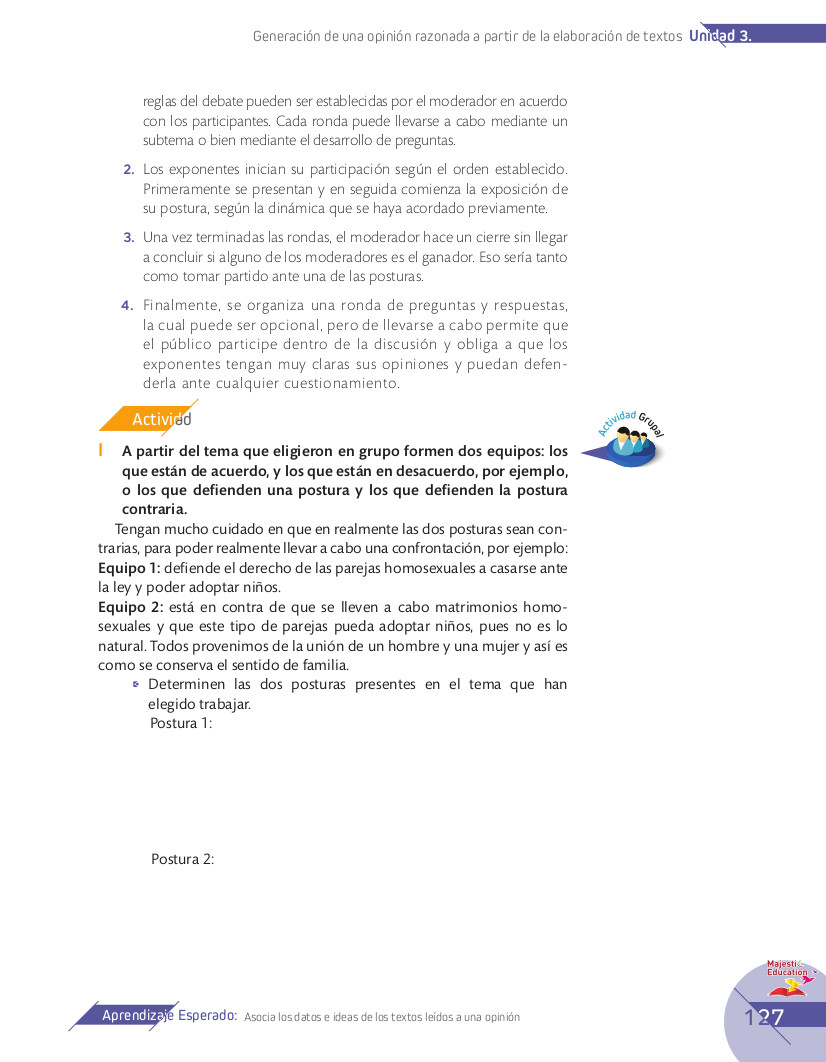 Generación de una opinión razonada a partir de la elaboración de textos Unidad 3.
reglas del debate pueden ser establecidas por el moderador en acuerdo
con los participantes. Cada ronda puede llevarse a cabo mediante un
subtema o bien mediante el desarrollo de preguntas.
2. Los exponentes inician su participación según el orden establecido.
Primeramente se presentan y en seguida comienza la exposición de
su postura, según la dinámica que se haya acordado previamente.
3. Una vez terminadas las rondas, el moderador hace un cierre sin llegar
a concluir si alguno de los moderadores es el ganador. Eso sería tanto
como tomar partido ante una de las posturas.
4. Finalmente, se organiza una ronda de preguntas y respuestas,
la cual puede ser opcional, pero de llevarse a cabo permite que
el público participe dentro de la discusión y obliga a que los
exponentes tengan muy claras sus opiniones y puedan defen-
derla ante cualquier cuestionamiento.
Actividad
Actividad Grupal
I A partir del tema que eligieron en grupo formen dos equipos: los
que están de acuerdo, y los que están en desacuerdo, por ejemplo,
o los que defienden una postura y los que defienden la postura
contraria.
Tengan mucho cuidado en que en realmente las dos posturas sean con-
trarias, para poder realmente llevar a cabo una confrontación, por ejemplo:
Equipo 1: defiende el derecho de las parejas homosexuales a casarse ante
la ley y poder adoptar niños.
Equipo 2: está en contra de que se lleven a cabo matrimonios homo-
sexuales y que este tipo de parejas pueda adoptar niños, pues no es lo
natural. Todos provenimos de la unión de un hombre y una mujer y así es
como se conserva el sentido de familia.
Determinen las dos posturas presentes en el tema que han
elegido trabajar.
Postura 1:
Postura 2:
Majestic
Education
Aprendizaje Esperado: Asocia los datos e ideas de los textos leídos a una opinión
127